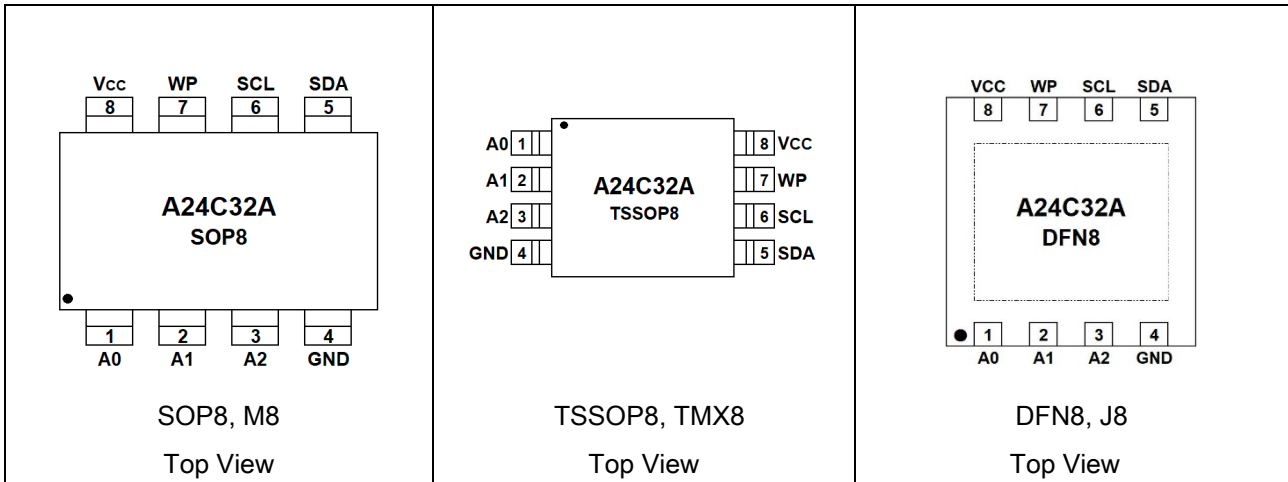 Vcc WP SCL SDA
8 7 6 5
A24C32A
SOP8
1 2 3 4
A0 A1 A2 GND
SOP8, M8
Top View
A0 1 8 Vcc
A1 2 7 WP
A24C32A
TSSOP8
A2 3 6 SCL
GND 4 5 SDA
TSSOP8, TMX8
Top View
VCC WP SCL SDA
8 7 6 5
A24C32A
DFN8
1 2 3 4
A0 A1 A2 GND
DFN8, J8
Top View